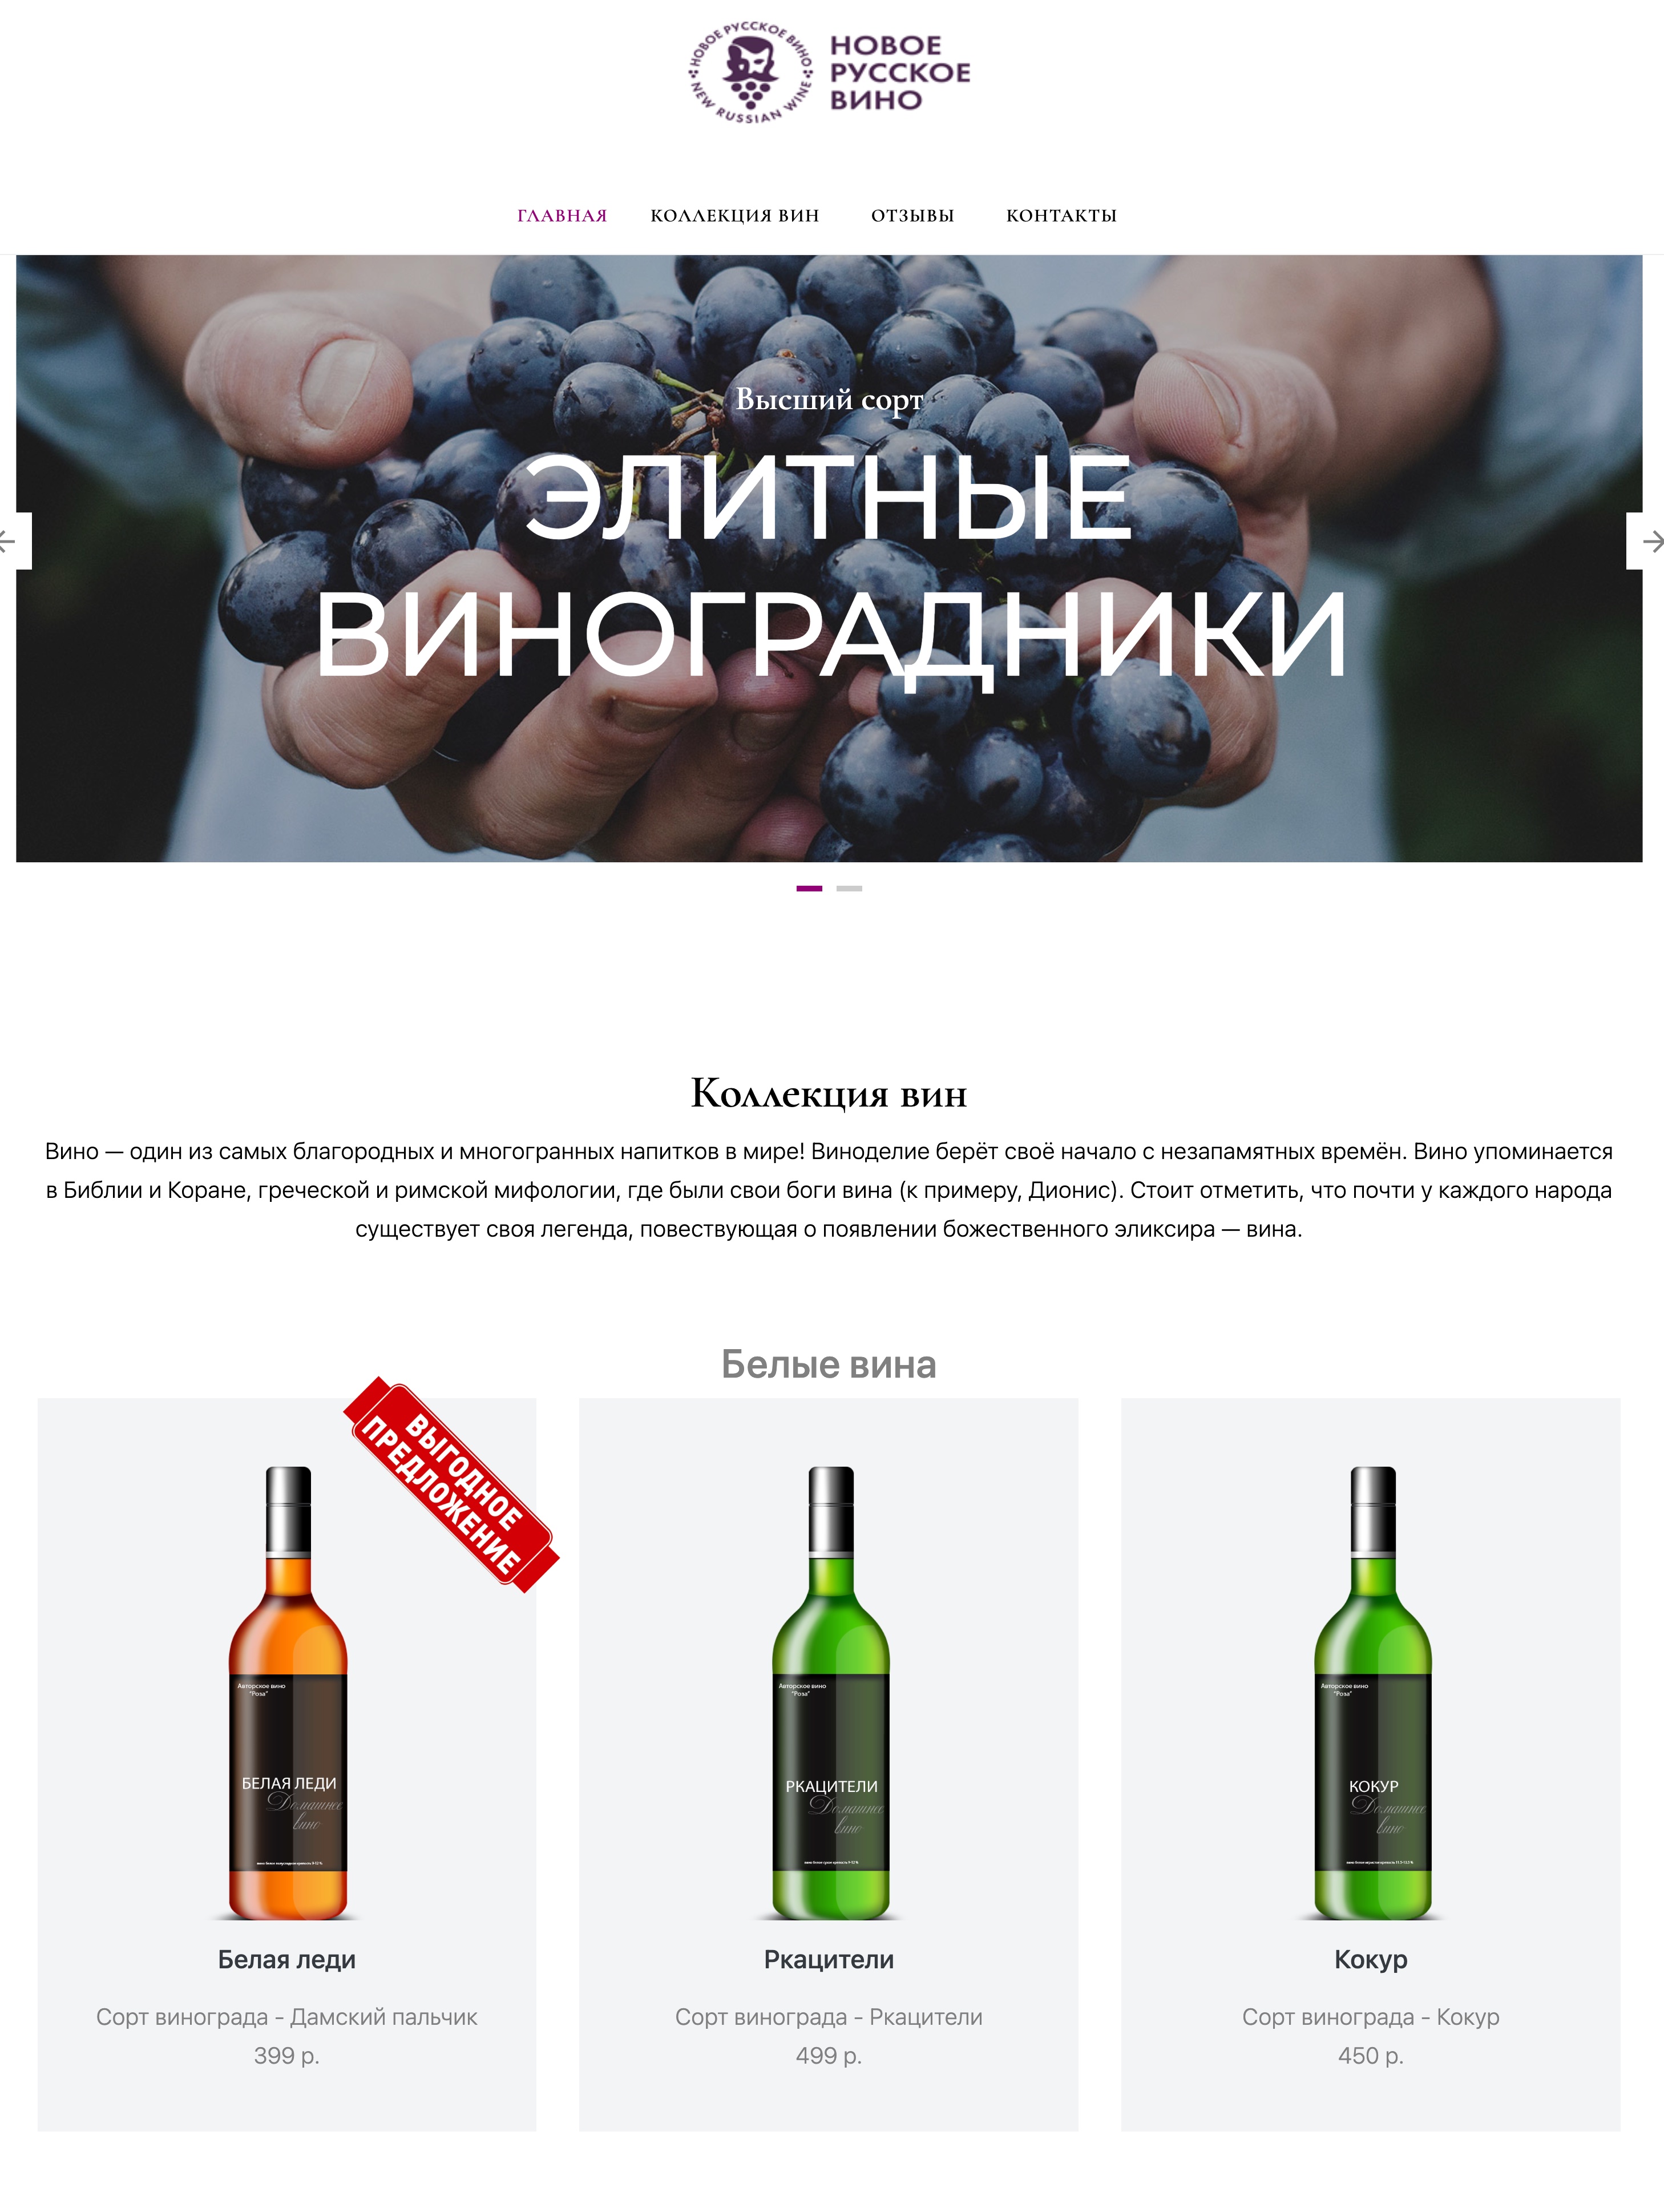 НОВОЕ РУССКОЕ ВИНО
NEW RUSSIAN WINE
НОВОЕ
РУССКОЕ
ВИНО
ГЛАВНАЯ
КОЛЛЕКЦИЯ ВИН
ОТЗЫВЫ
КОНТАКТЫ
Высший сорт
ЭЛИТНЫЕ
ВИНОГРАДНИКИ
Коллекция вин
Вино — один из самых благородных и многогранных напитков в мире! Виноделие берёт своё начало с незапамятных времён. Вино упоминается
в Библии и Коране, греческой и римской мифологии, где были свои боги вина (к примеру, Дионис). Стоит отметить, что почти у каждого народа
существует своя легенда, повествующая о появлении божественного эликсира — вина.
Белые вина
ВЫГОДНОЕ
ПРЕДЛОЖЕНИЕ
Авторское вино
"Роза"
БЕЛАЯ ЛЕДИ
Домашнее
вино
Белая леди
Сорт винограда - Дамский пальчик
399 р.
Авторское вино
"Роза"
РКАЦИТЕЛИ
Домашнее
вино
Ркацители
Сорт винограда - Ркацители
499 р.
Авторское вино
"Роза"
КОКУР
Домашнее
вино
Кокур
Сорт винограда - Кокур
450 р.